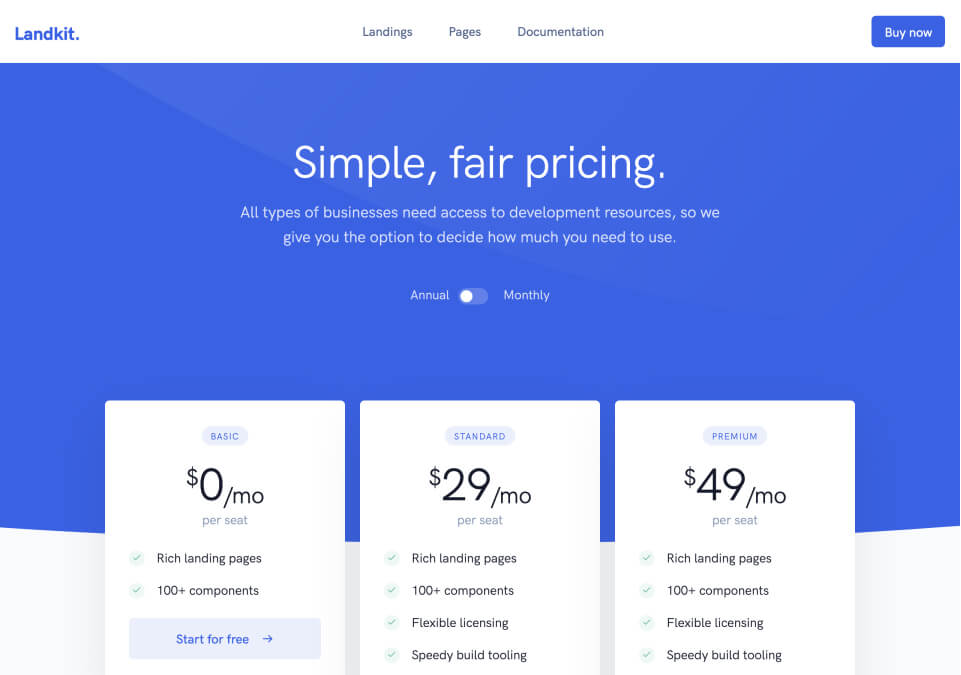 Landkit.
Landings
Pages
Documentation
Buy now
Simple, fair pricing.
All types of businesses need access to development resources, so we
give you the option to decide how much you need to use.
Annual
Monthly
BASIC
$0/mo
per seat
Rich landing pages
100+ components
Start for free →
STANDARD
$29/mo
per seat
Rich landing pages
100+ components
Flexible licensing
Speedy build tooling
PREMIUM
$49/mo
per seat
Rich landing pages
100+ components
Flexible licensing
Speedy build tooling